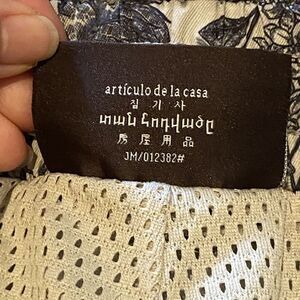 artículo de la casa
집 기 사
տան հոդվածը
房 屋 用 品
JM/012382#